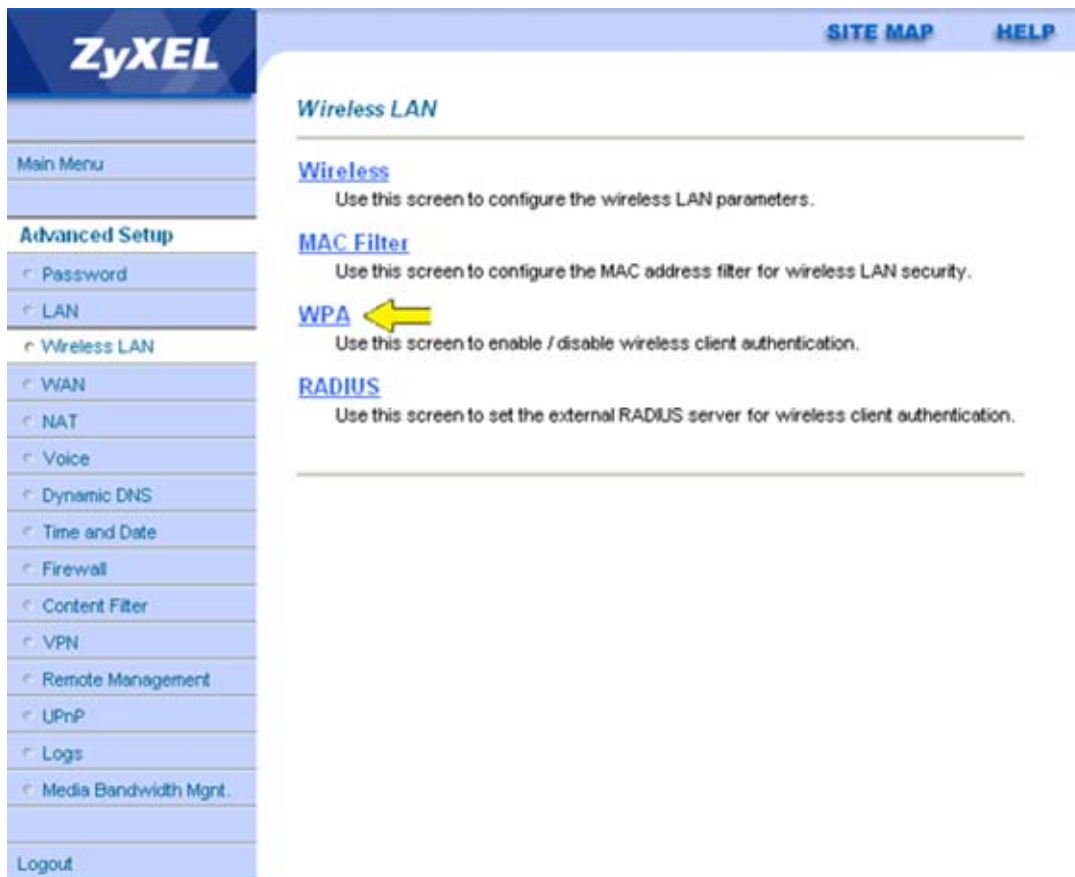 ZyXEL
SITE MAP HELP
Main Menu
Advanced Setup
Password
LAN
Wireless LAN
WAN
NAT
Voice
Dynamic DNS
Time and Date
Firewall
Content Filter
VPN
Remote Management
UPnP
Logs
Media Bandwidth Mgnt.
Logout
Wireless LAN
Wireless
Use this screen to configure the wireless LAN parameters.
MAC Filter
Use this screen to configure the MAC address filter for wireless LAN security.
WPA
Use this screen to enable / disable wireless client authentication.
RADIUS
Use this screen to set the external RADIUS server for wireless client authentication.